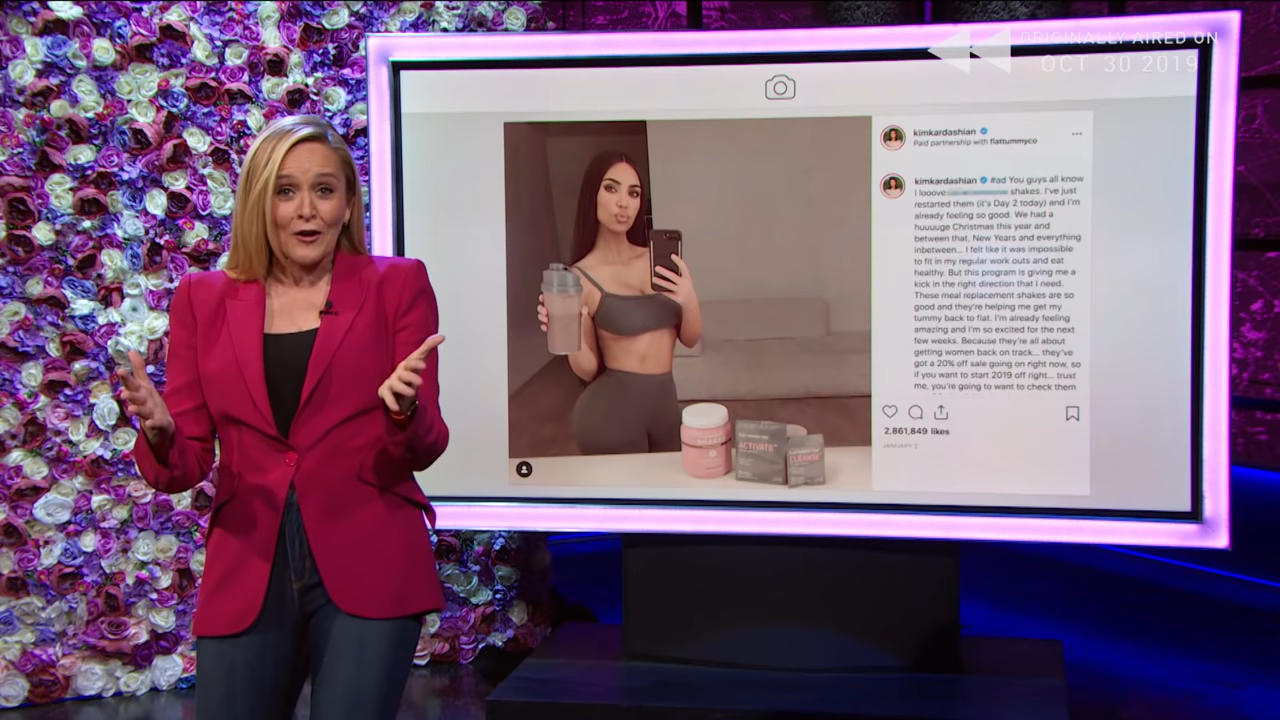 ORIGINALLY AIRED ON
OCT 30 2019
kimkardashian
Paid partnership with flattummyco
kimkardashian #ad You guys all know
I looove shakes. I've just
restarted them (it's Day 2 today) and I'm
already feeling so good. We had a
huuuuge Christmas this year and
between that, New Years and everything
inbetween... I felt like it was impossible
to fit in my regular work outs and eat
healthy. But this program is giving me a
kick in the right direction that I need.
These meal replacement shakes are so
good and they're helping me get my
tummy back to flat. I'm already feeling
amazing and I'm so excited for the next
few weeks. Because they're all about
getting women back on track... they've
got a 20% off sale going on right now, so
if you want to start 2019 off right... trust
me, you're going to want to check them
2,861,849 likes
JANUARY
SHAKES
ACTIVATE
CLEANSE